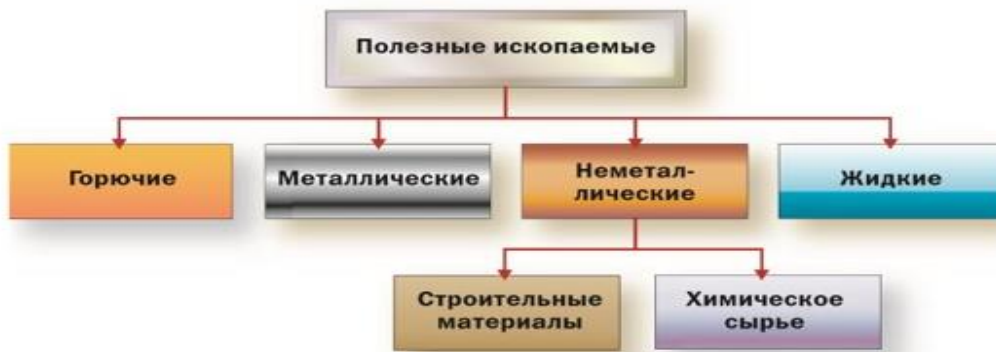 Полезные ископаемые
Горючие
Металлические
Неметал-
лические
Жидкие
Строительные
материалы
Химическое
сырье